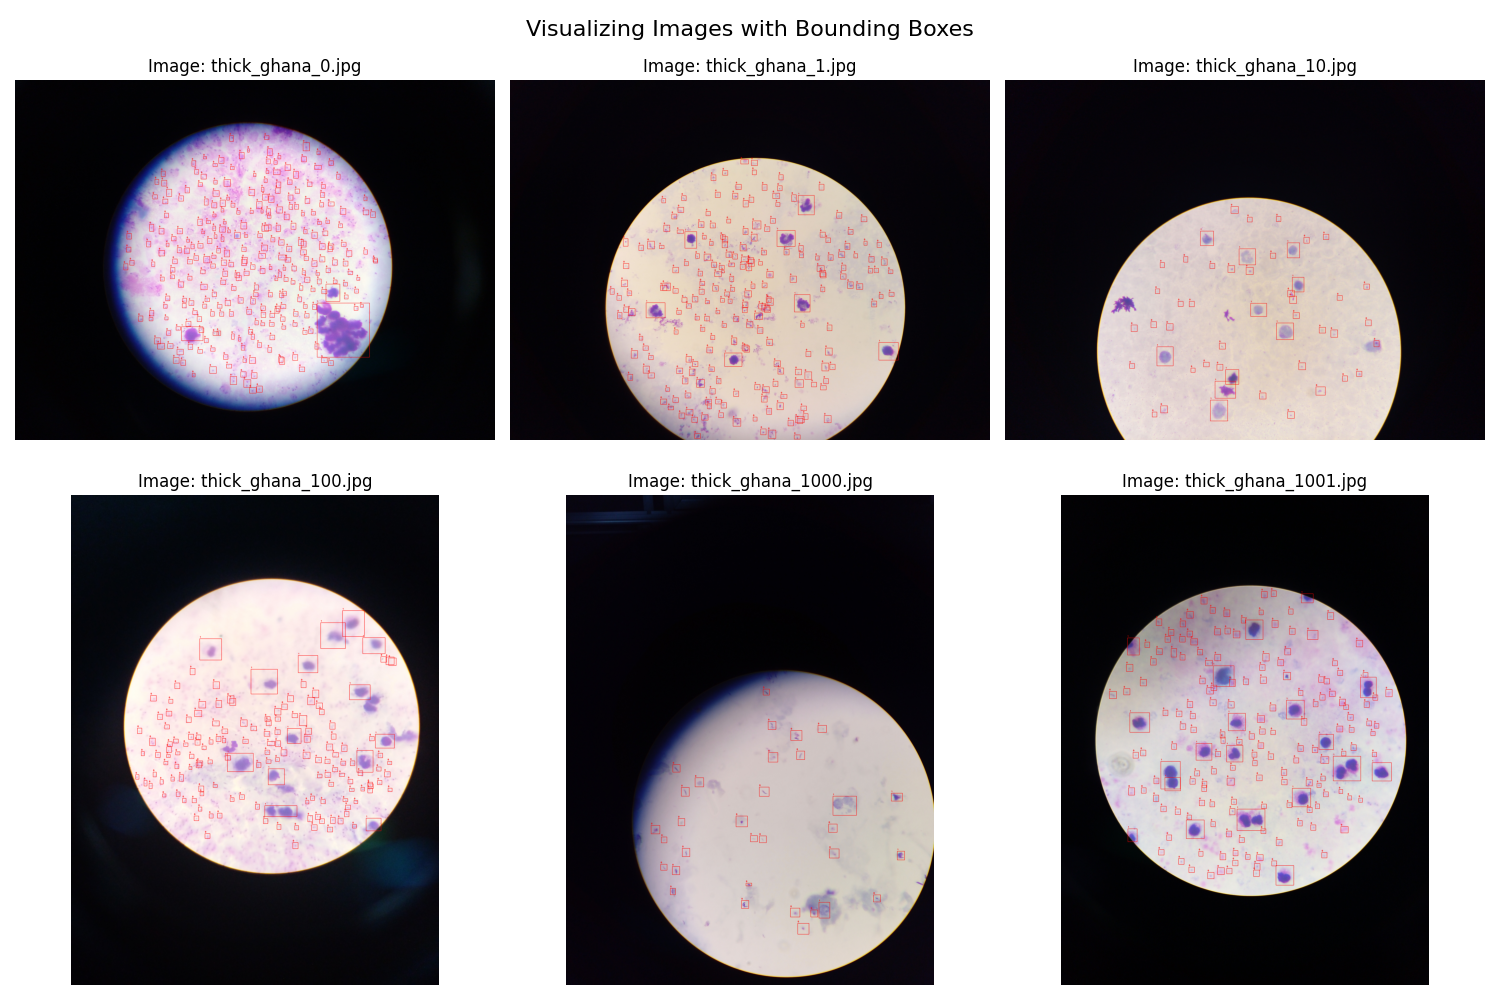 Visualizing Images with Bounding Boxes
Image: thick_ghana_0.jpg
Image: thick_ghana_1.jpg
Image: thick_ghana_10.jpg
Image: thick_ghana_100.jpg
Image: thick_ghana_1000.jpg
Image: thick_ghana_1001.jpg